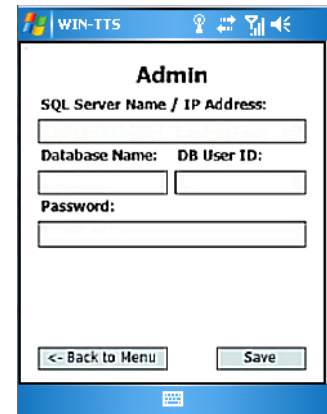 WIN-TTS
Admin
SQL Server Name / IP Address:
Database Name: DB User ID:
Password:
<- Back to Menu Save